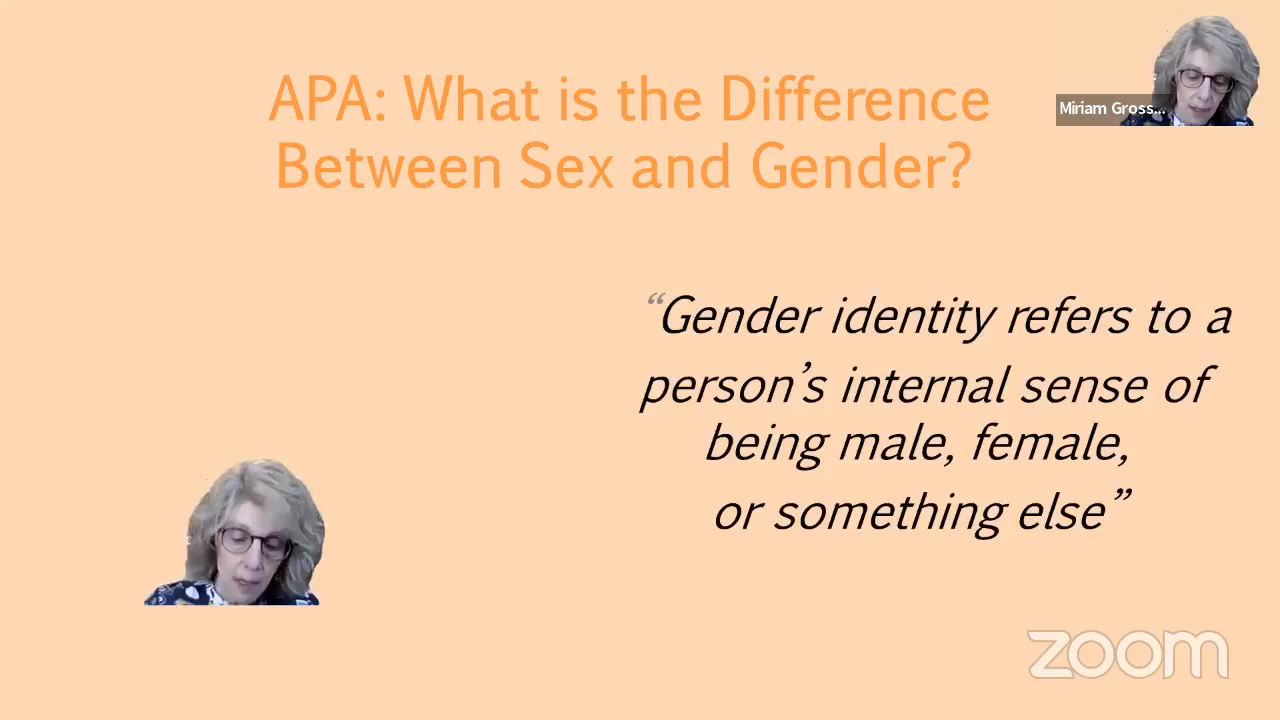 APA: What is the Difference
Between Sex and Gender?
Miriam Gross...
“Gender identity refers to a
person’s internal sense of
being male, female,
or something else”
zoom